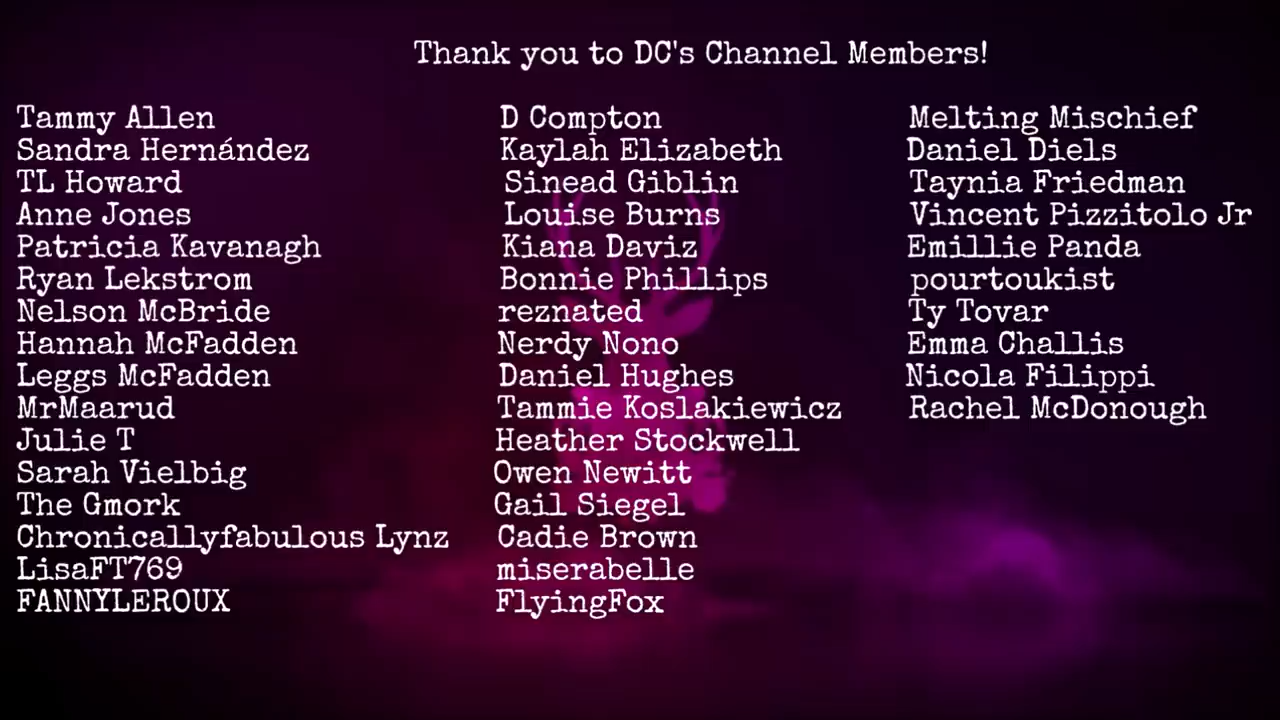 Thank you to DC's Channel Members!
Tammy Allen
Sandra Hernández
TL Howard
Anne Jones
Patricia Kavanagh
Ryan Lekstrom
Nelson McBride
Hannah McFadden
Leggs McFadden
MrMaarud
Julie T
Sarah Vielbig
The Gmork
Chronicallyfabulous Lynz
LisaFT769
FANNYLEROUX
D Compton
Kaylah Elizabeth
Sinead Giblin
Louise Burns
Kiana Daviz
Bonnie Phillips
reznated
Nerdy Nono
Daniel Hughes
Tammie Koslakiewicz
Heather Stockwell
Owen Newitt
Gail Siegel
Cadie Brown
miserabelle
FlyingFox
Melting Mischief
Daniel Diels
Taynia Friedman
Vincent Pizzitolo Jr
Emillie Panda
pourtoukist
Ty Tovar
Emma Challis
Nicola Filippi
Rachel McDonough